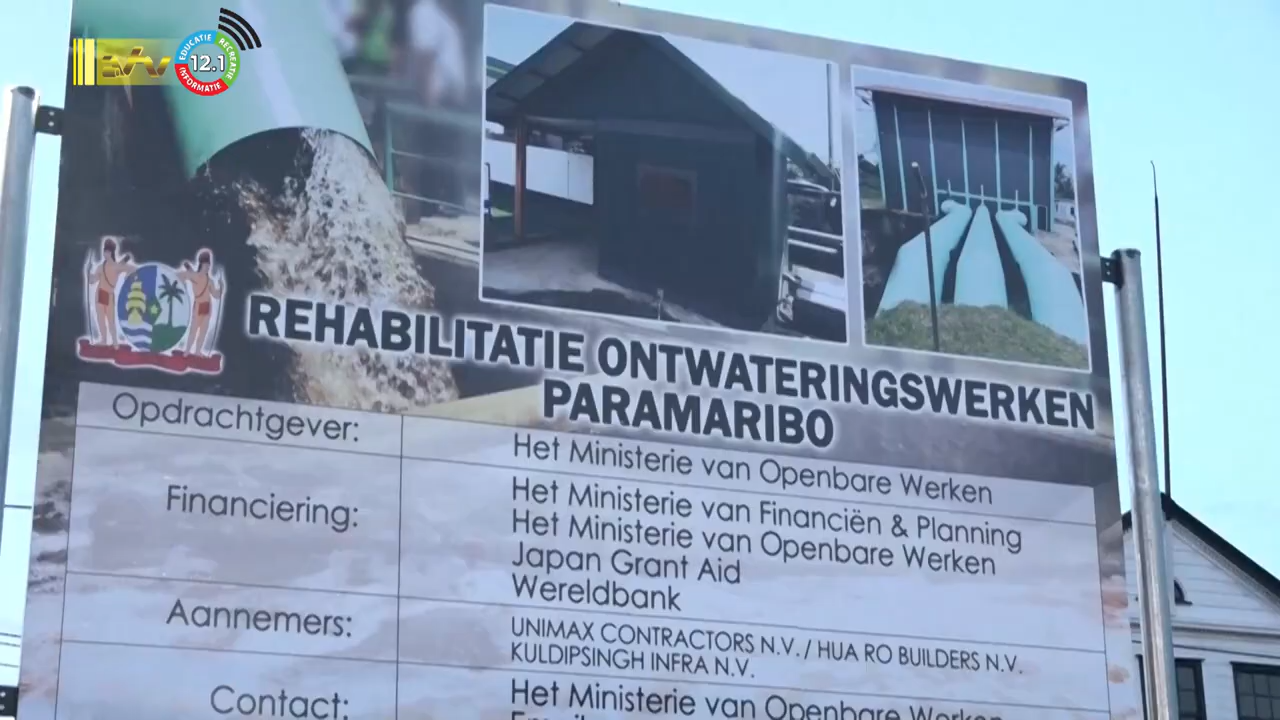 EDUCATIE
RECREATIE
INFORMATIE
12.1
REHABILITATIE ONTWATERINGSWERKEN
PARAMARIBO
Opdrachtgever:
Het Ministerie van Openbare Werken
Financiering:
Het Ministerie van Financiën & Planning
Het Ministerie van Openbare Werken
Japan Grant Aid
Wereldbank
Aannemers:
UNIMAX CONTRACTORS N.V. / HUA RO BUILDERS N.V.
KULDIPSINGH INFRA N.V.
Contact:
Het Ministerie van Openbare Werken